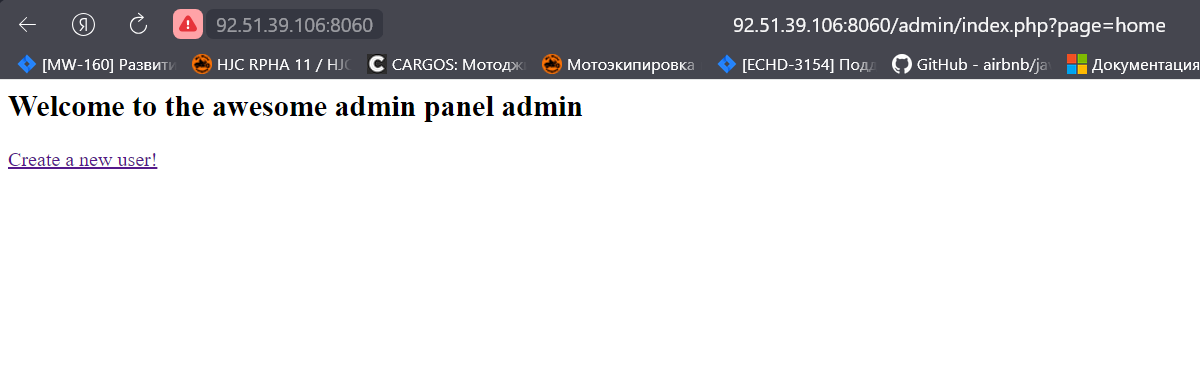 Я 92.51.39.106:8060 92.51.39.106:8060/admin/index.php?page=home
[MW-160] Развити HJC RPHA 11 / HJC C CARGOS: Мотодж Мотоэкипировка [ECHD-3154] Подд GitHub - airbnb/ja Документация
Welcome to the awesome admin panel admin
Create a new user!